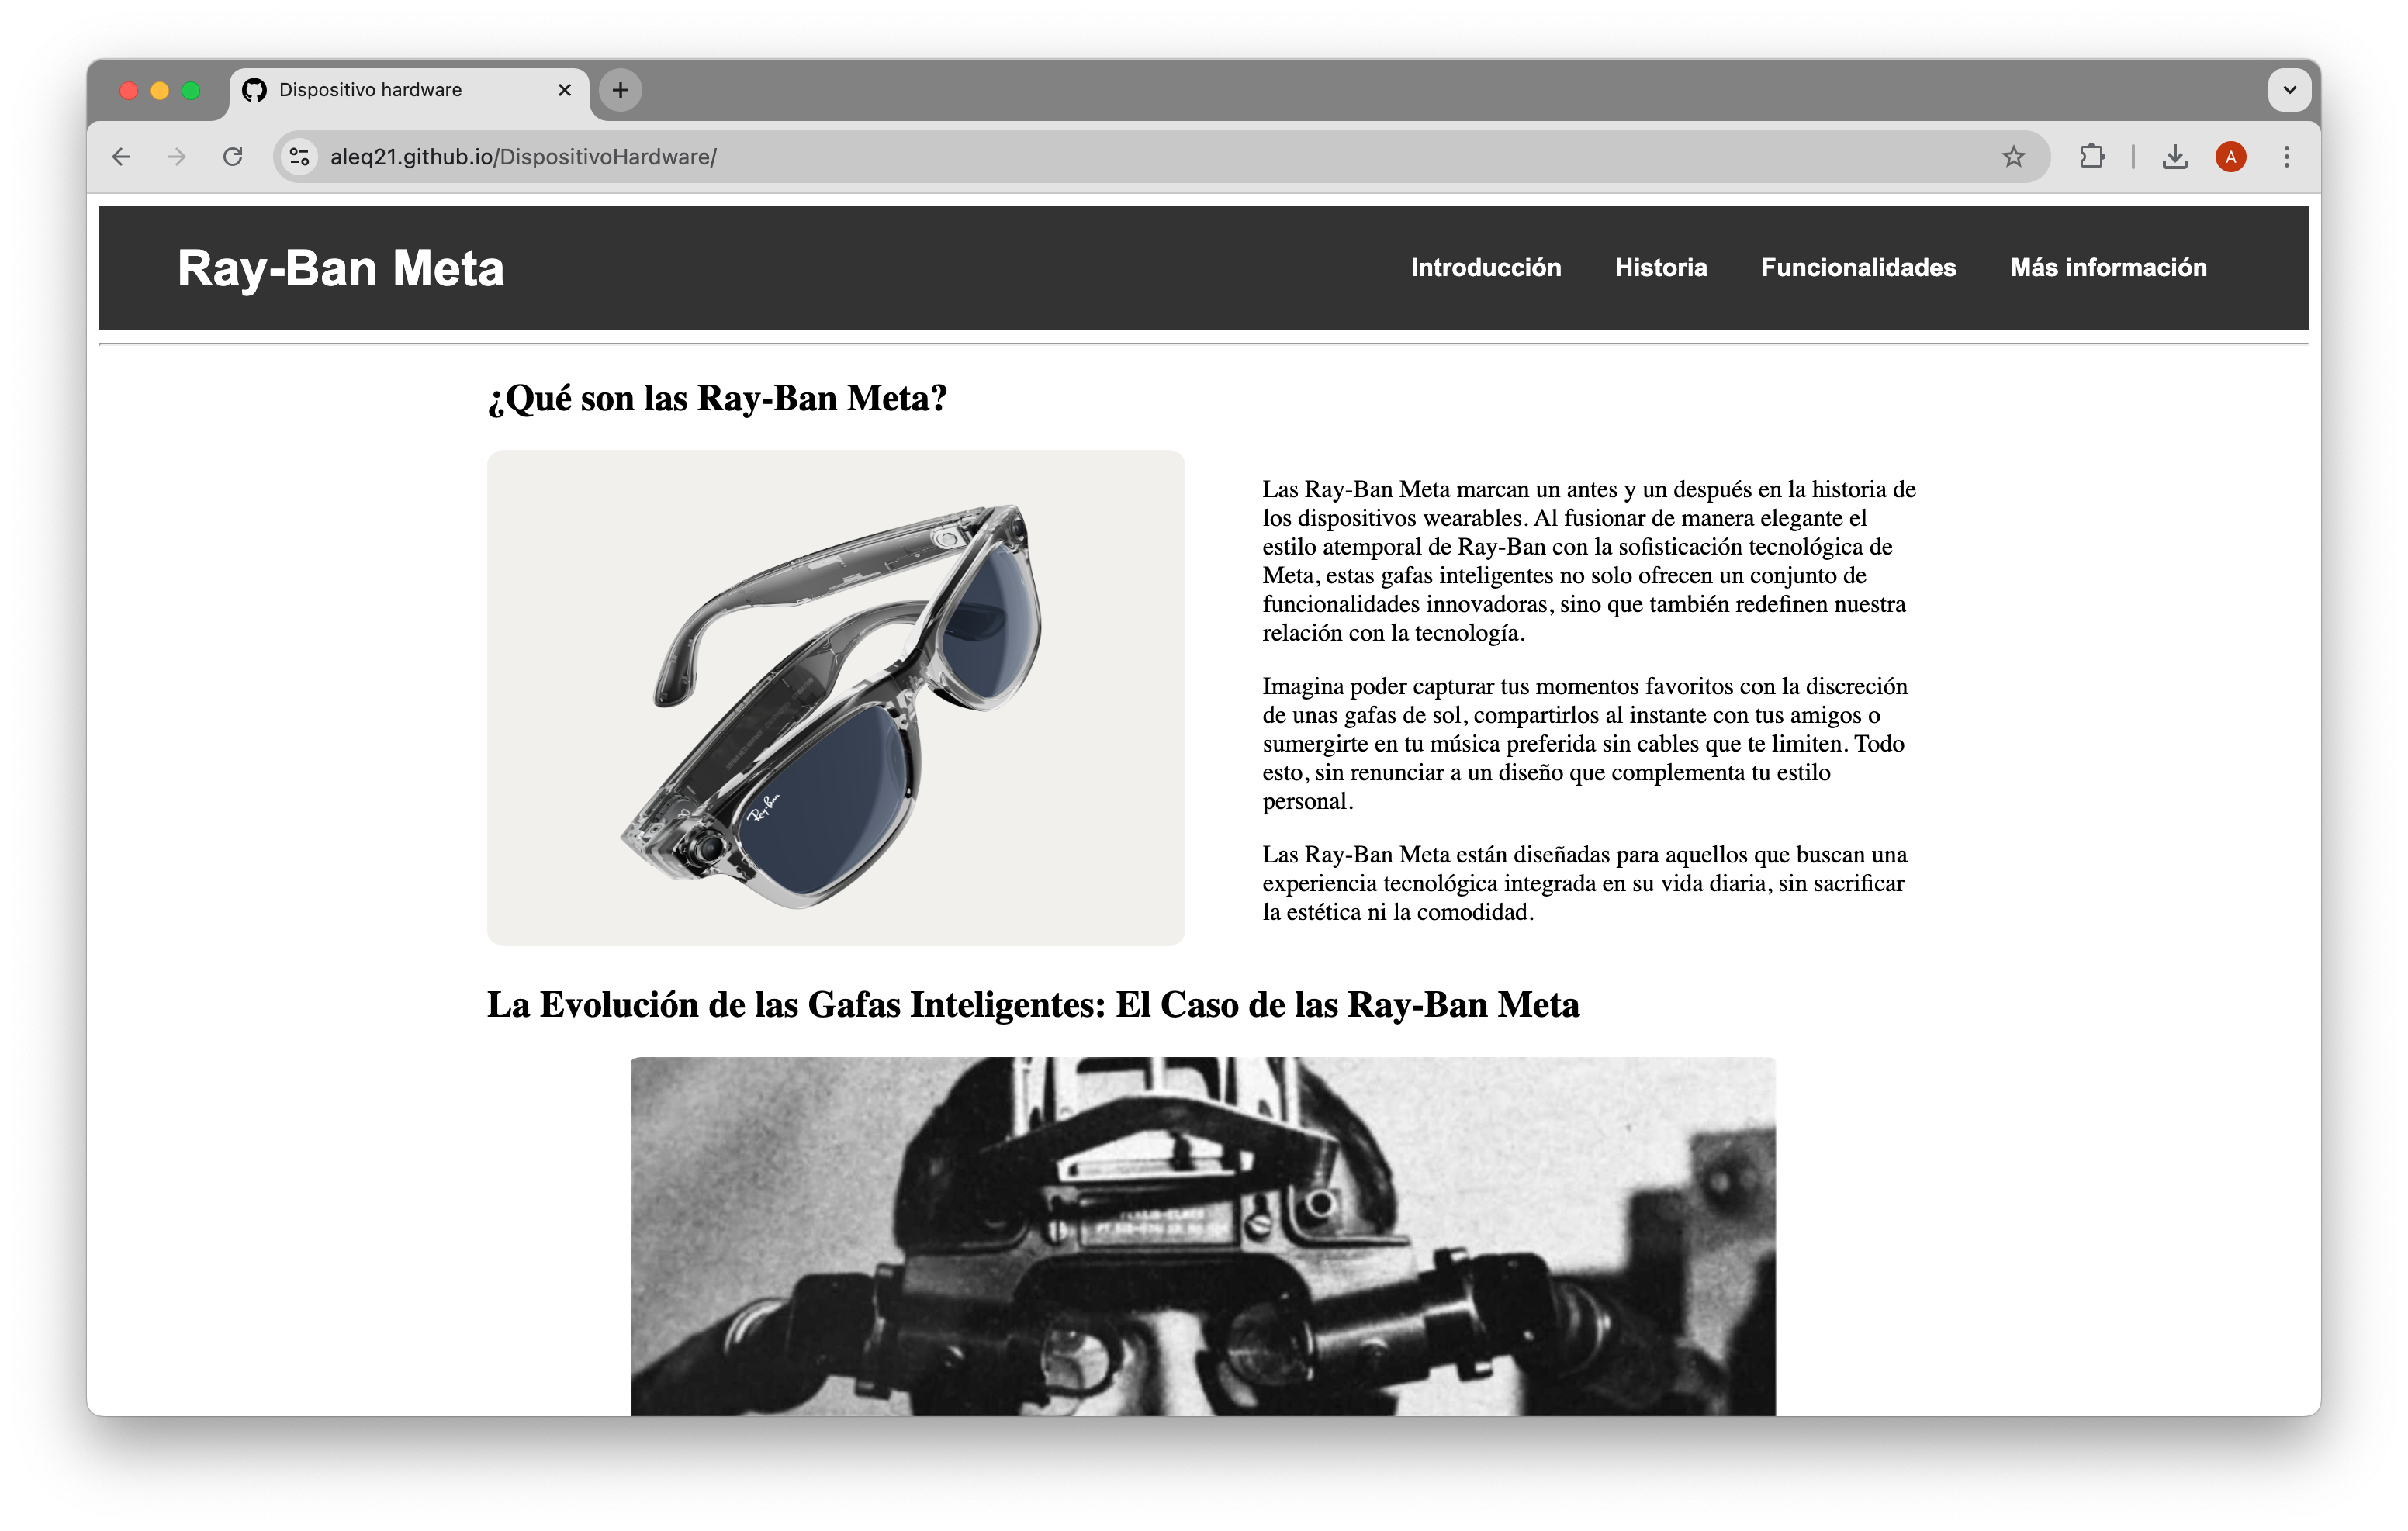 Dispositivo hardware
aleq21.github.io/DispositivoHardware/
A
Ray-Ban Meta
Introducción
Historia
Funcionalidades
Más información
¿Qué son las Ray-Ban Meta?
Ray-Ban
Las Ray-Ban Meta marcan un antes y un después en la historia de
los dispositivos wearables. Al fusionar de manera elegante el
estilo atemporal de Ray-Ban con la sofisticación tecnológica de
Meta, estas gafas inteligentes no solo ofrecen un conjunto de
funcionalidades innovadoras, sino que también redefinen nuestra
relación con la tecnología.
Imagina poder capturar tus momentos favoritos con la discreción
de unas gafas de sol, compartirlos al instante con tus amigos o
sumergirte en tu música preferida sin cables que te limiten. Todo
esto, sin renunciar a un diseño que complementa tu estilo
personal.
Las Ray-Ban Meta están diseñadas para aquellos que buscan una
experiencia tecnológica integrada en su vida diaria, sin sacrificar
la estética ni la comodidad.
La Evolución de las Gafas Inteligentes: El Caso de las Ray-Ban Meta